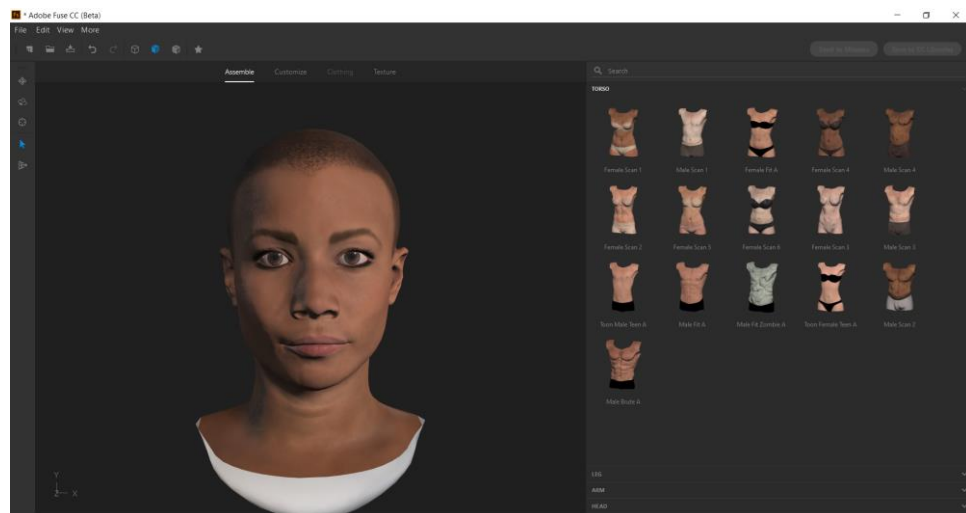 Fu * Adobe Fuse CC (Beta)
File Edit View More
Assemble Customize Clothing Texture
Search
TORSO
Female Scan 1 Male Scan 1 Female Fit A Female Scan 4 Male Scan 4
Female Scan 2 Female Scan 5 Female Scan 6 Female Scan 3 Male Scan 3
Toon Male Teen A Male Fit A Male Fit Zombie A Toon Female Teen A Male Scan 2
Male Brute A
Y
Z X
LEG
ARM
HEAD